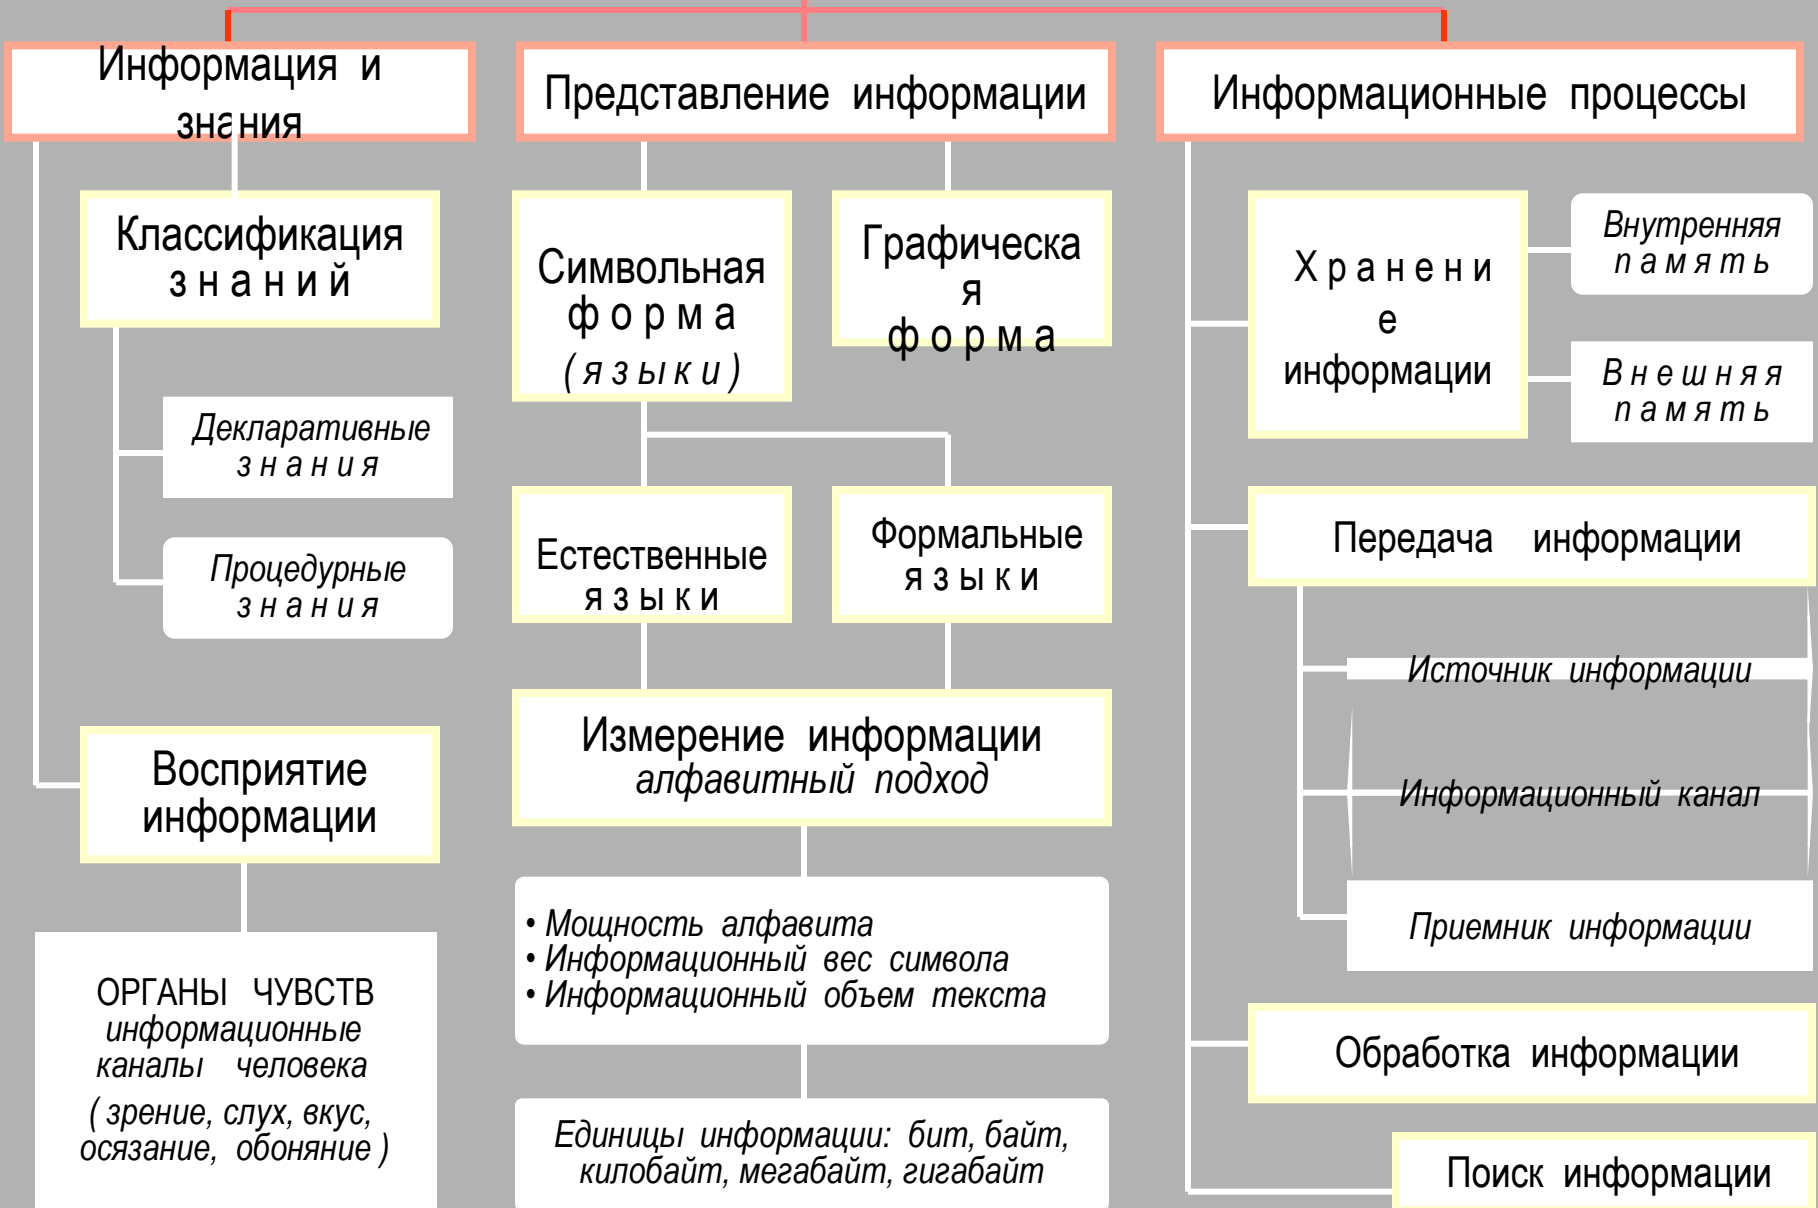 Информация и
знания
Классификация
знаний
Декларативные
знания
Процедурные
знания
Восприятие
информации
ОРГАНЫ ЧУВСТВ
информационные
каналы человека
( зрение, слух, вкус,
осязание, обоняние )
Представление информации
Символьная
форма
(языки)
Графическа
я
форма
Естественные
языки
Формальные
языки
Измерение информации
алфавитный подход
• Мощность алфавита
• Информационный вес символа
• Информационный объем текста
Единицы информации: бит, байт,
килобайт, мегабайт, гигабайт
Информационные процессы
Хранени
е
информации
Внутренняя
память
Внешняя
память
Передача информации
Источник информации
Информационный канал
Приемник информации
Обработка информации
Поиск информации